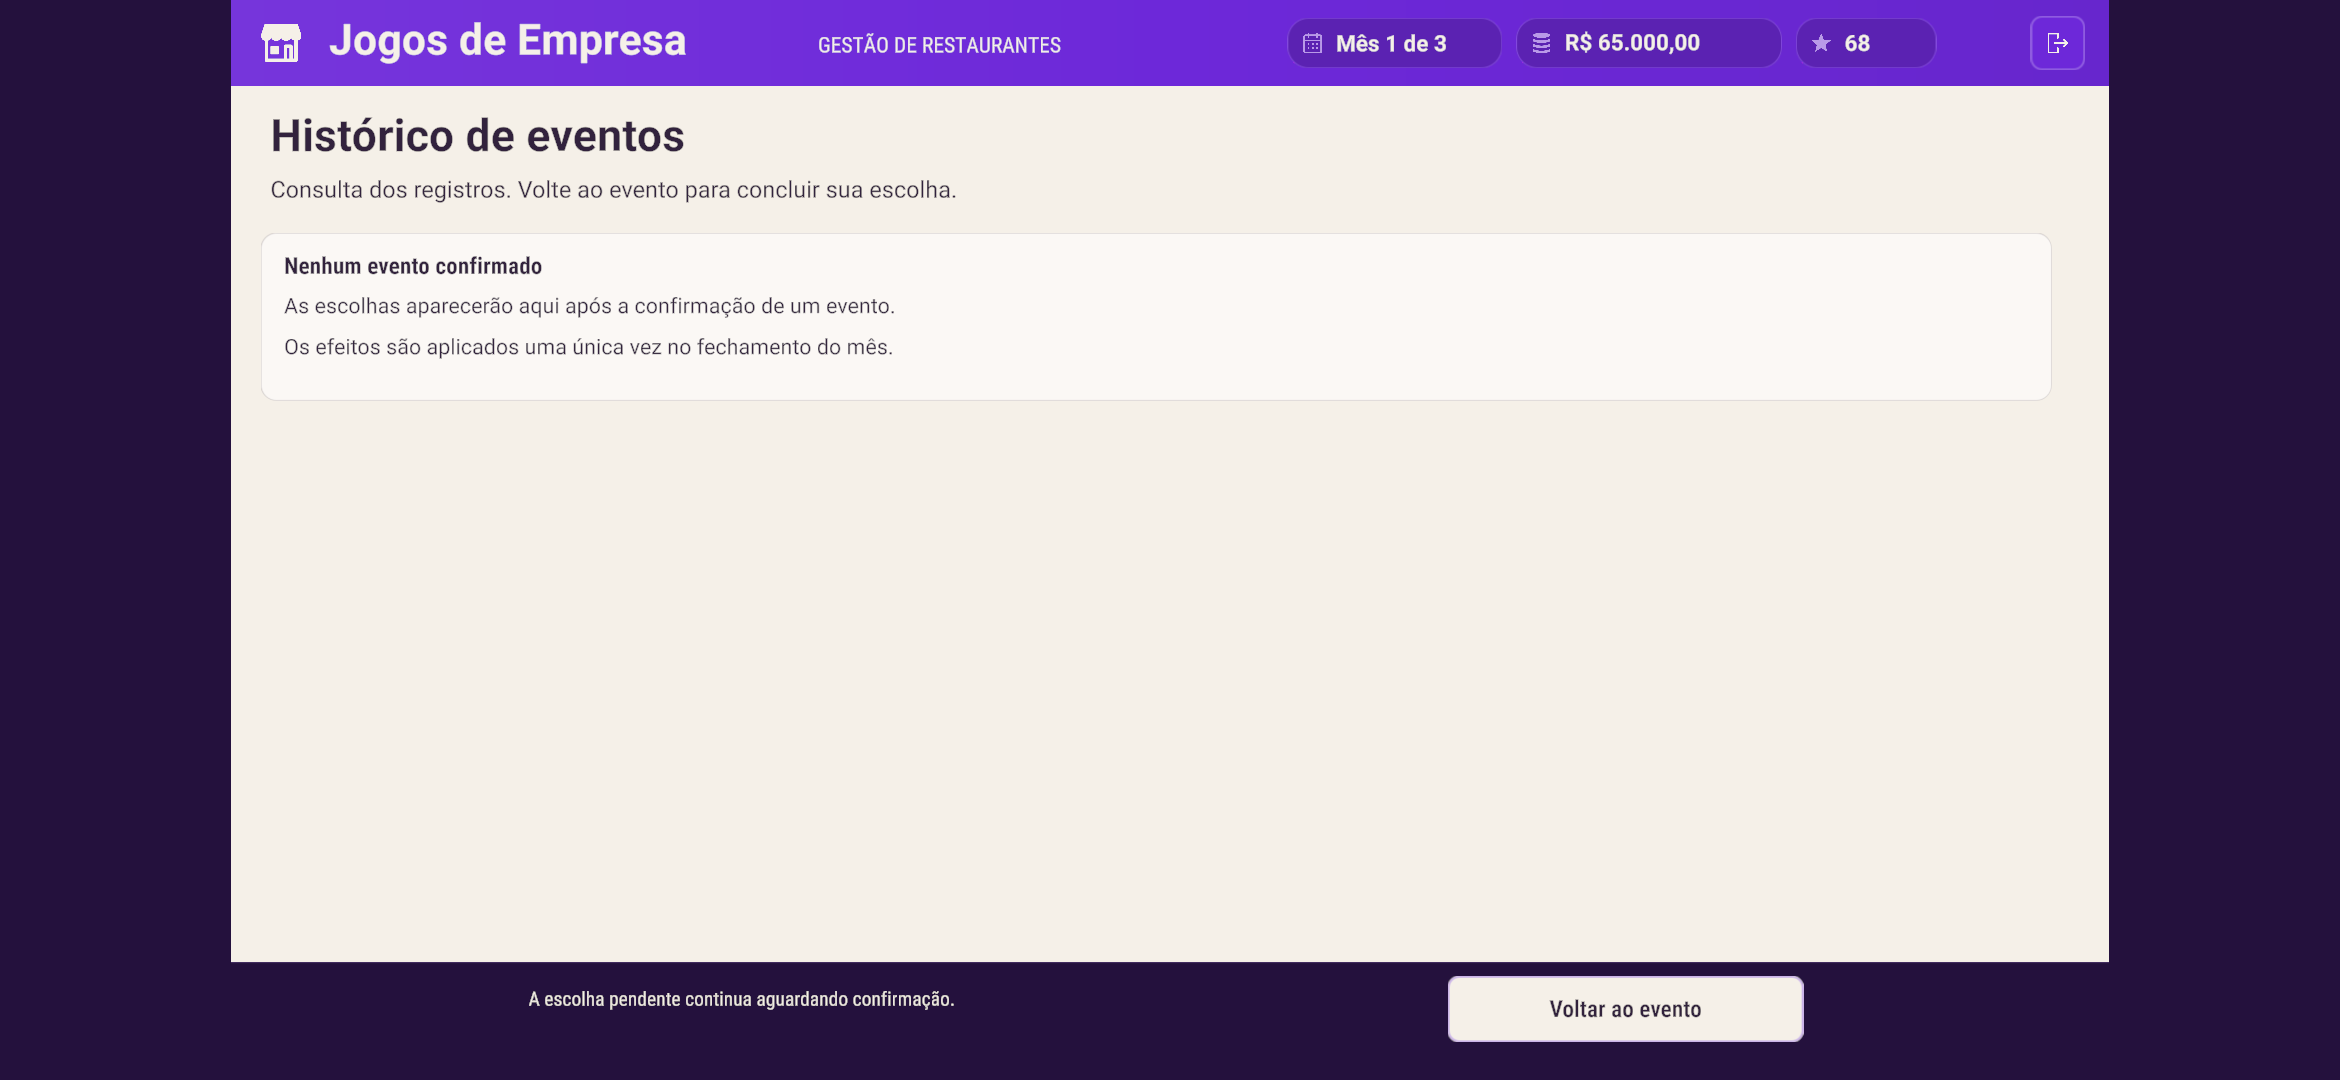 Jogos de Empresa
GESTÃO DE RESTAURANTES
Mês 1 de 3
R$ 65.000,00
68
Histórico de eventos
Consulta dos registros. Volte ao evento para concluir sua escolha.
Nenhum evento confirmado
As escolhas aparecerão aqui após a confirmação de um evento.
Os efeitos são aplicados uma única vez no fechamento do mês.
A escolha pendente continua aguardando confirmação.
Voltar ao evento